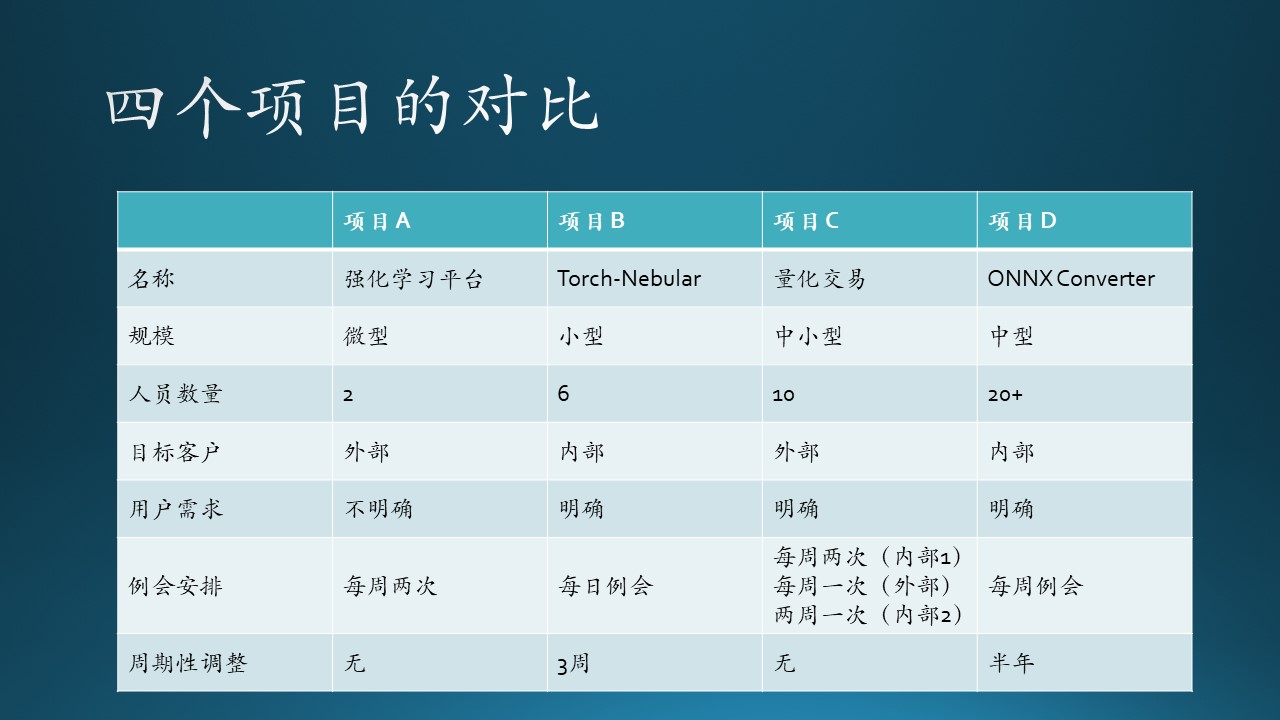 四个项目的对比
项目A 项目B 项目C 项目D
名称 强化学习平台 Torch-Nebular 量化交易 ONNX Converter
规模 微型 小型 中小型 中型
人员数量 2 6 10 20+
目标客户 外部 内部 外部 内部
用户需求 不明确 明确 明确 明确
例会安排 每周两次 每日例会 每周两次（内部1） 每周例会
每周一次（外部）
两周一次（内部2）
周期性调整 无 3周 无 半年